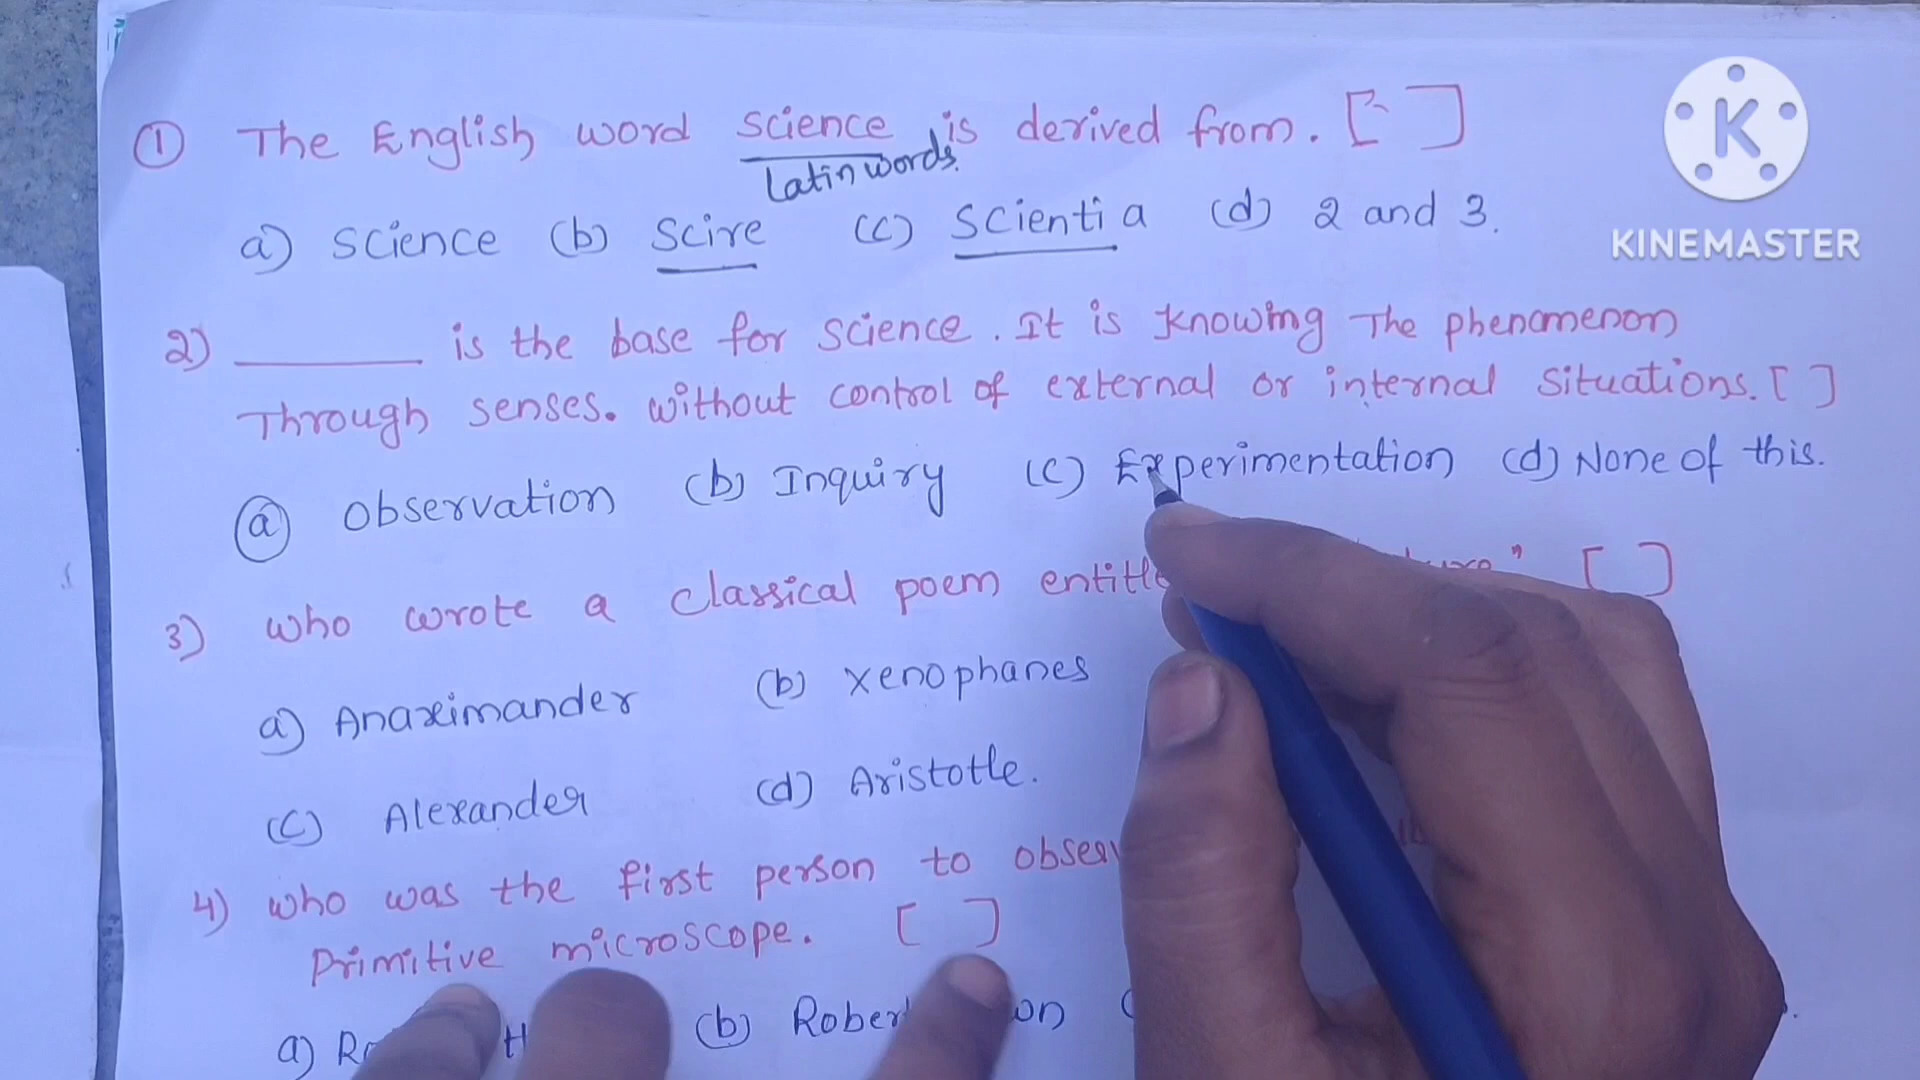 ① The English word science is derived from. [ ]
Latin words.
a) science (b) scire (c) scientia (d) 2 and 3.
2) ________ is the base for science. It is knowing The phenomenon
Through senses. without control of external or internal situations. [ ]
ⓐ observation (b) Inquiry (c) Experimentation (d) None of this.
3) who wrote a classical poem [ ]
a) Anaximander (b) xenophanes
(c) Alexander (d) Aristotle.
4) who was the first person to
Primitive microscope. [ ]
a) (b)
K
KINEMASTER